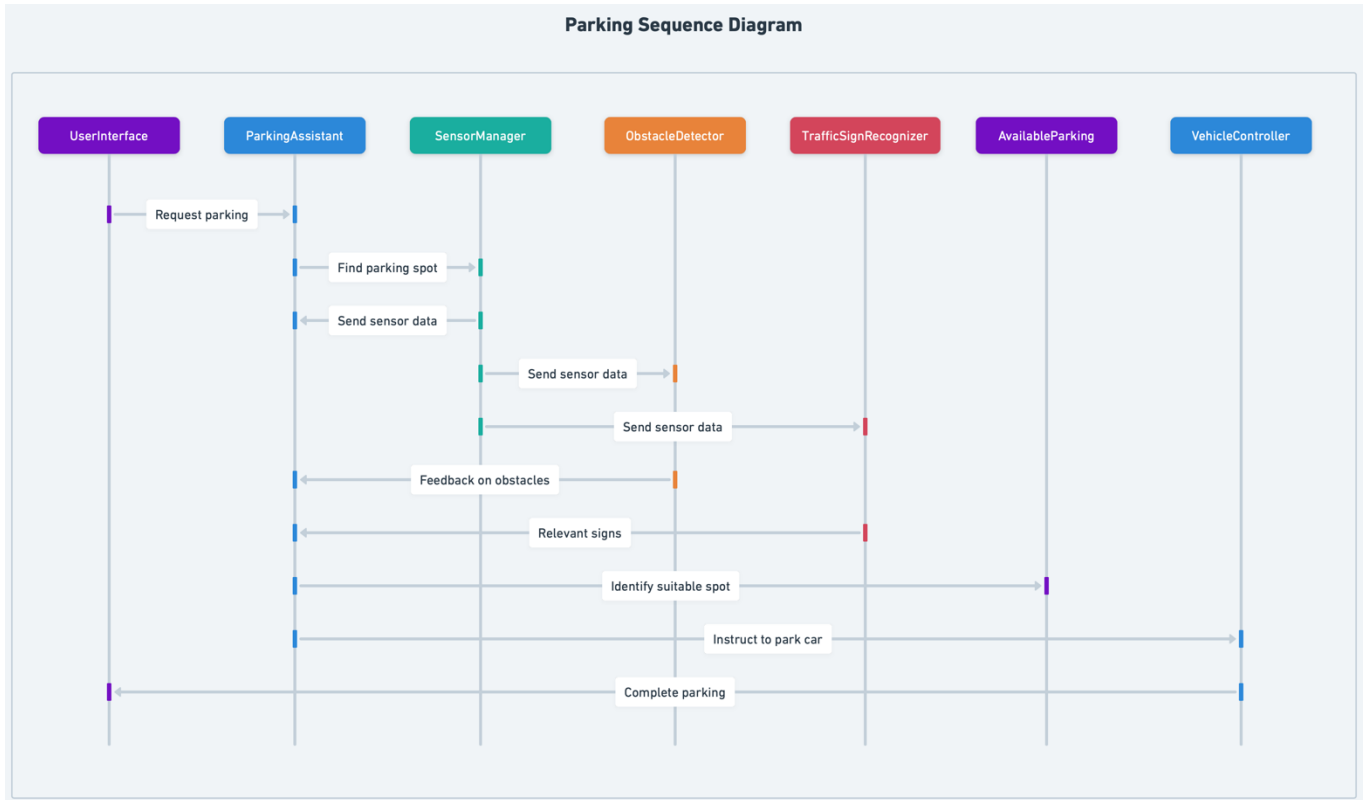 Parking Sequence Diagram
UserInterface
ParkingAssistant
SensorManager
ObstacleDetector
TrafficSignRecognizer
AvailableParking
VehicleController
Request parking
Find parking spot
Send sensor data
Send sensor data
Send sensor data
Feedback on obstacles
Relevant signs
Identify suitable spot
Instruct to park car
Complete parking